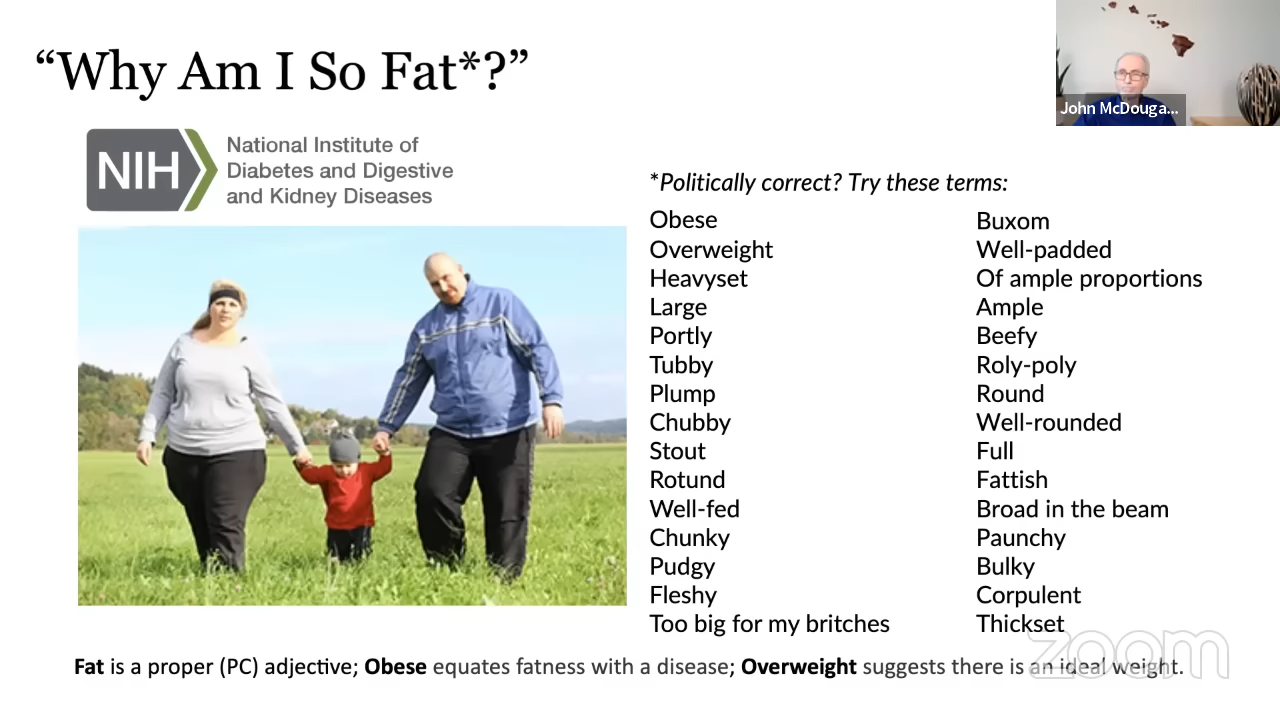 “Why Am I So Fat*?”
John McDouga...
NIH
National Institute of
Diabetes and Digestive
and Kidney Diseases
*Politically correct? Try these terms:
Obese
Overweight
Heavyset
Large
Portly
Tubby
Plump
Chubby
Stout
Rotund
Well-fed
Chunky
Pudgy
Fleshy
Too big for my britches
Buxom
Well-padded
Of ample proportions
Ample
Beefy
Roly-poly
Round
Well-rounded
Full
Fattish
Broad in the beam
Paunchy
Bulky
Corpulent
Thickset
Fat is a proper (PC) adjective; Obese equates fatness with a disease; Overweight suggests there is an ideal weight.
zoom